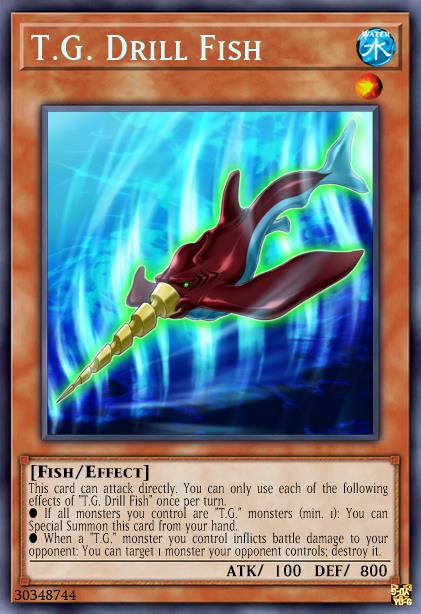 T.G. Drill Fish
WATER
水
[Fish/Effect]
This card can attack directly. You can only use each of the following
effects of "T.G. Drill Fish" once per turn.
● If all monsters you control are "T.G." monsters (min. 1): You can
Special Summon this card from your hand.
● When a "T.G." monster you control inflicts battle damage to your
opponent: You can target 1 monster your opponent controls; destroy it.
ATK/ 100 DEF/ 800
30348744